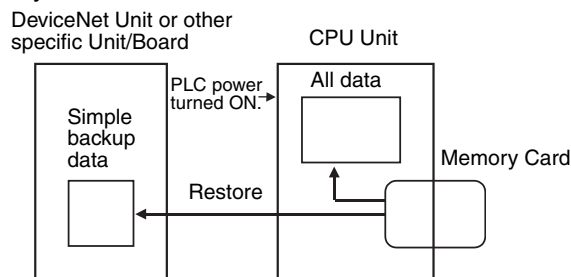 DeviceNet Unit or other
specific Unit/Board
CPU Unit
PLC power
turned ON.
All data
Simple
backup
data
Memory Card
Restore